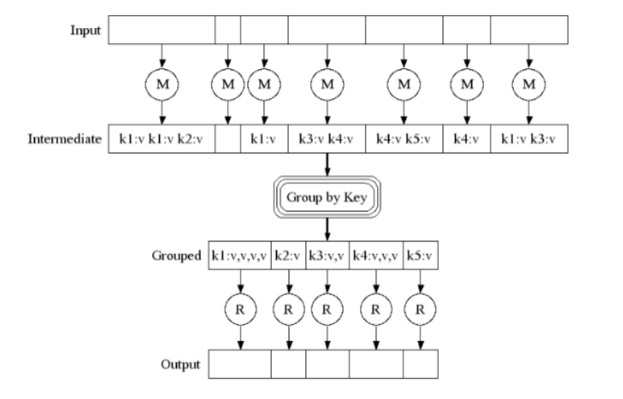 Input
M M M M M M M
Intermediate k1:v k1:v k2:v k1:v k3:v k4:v k4:v k5:v k4:v k1:v k3:v
Group by Key
Grouped k1:v,v,v,v k2:v k3:v,v k4:v,v,v k5:v
R R R R R
Output